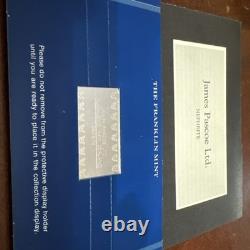 James Pascoe Ltd.
NEPHRITE
THE FRANKLIN MINT
Please do not remove from the protective display holder
until you are ready to place it in the collection display.